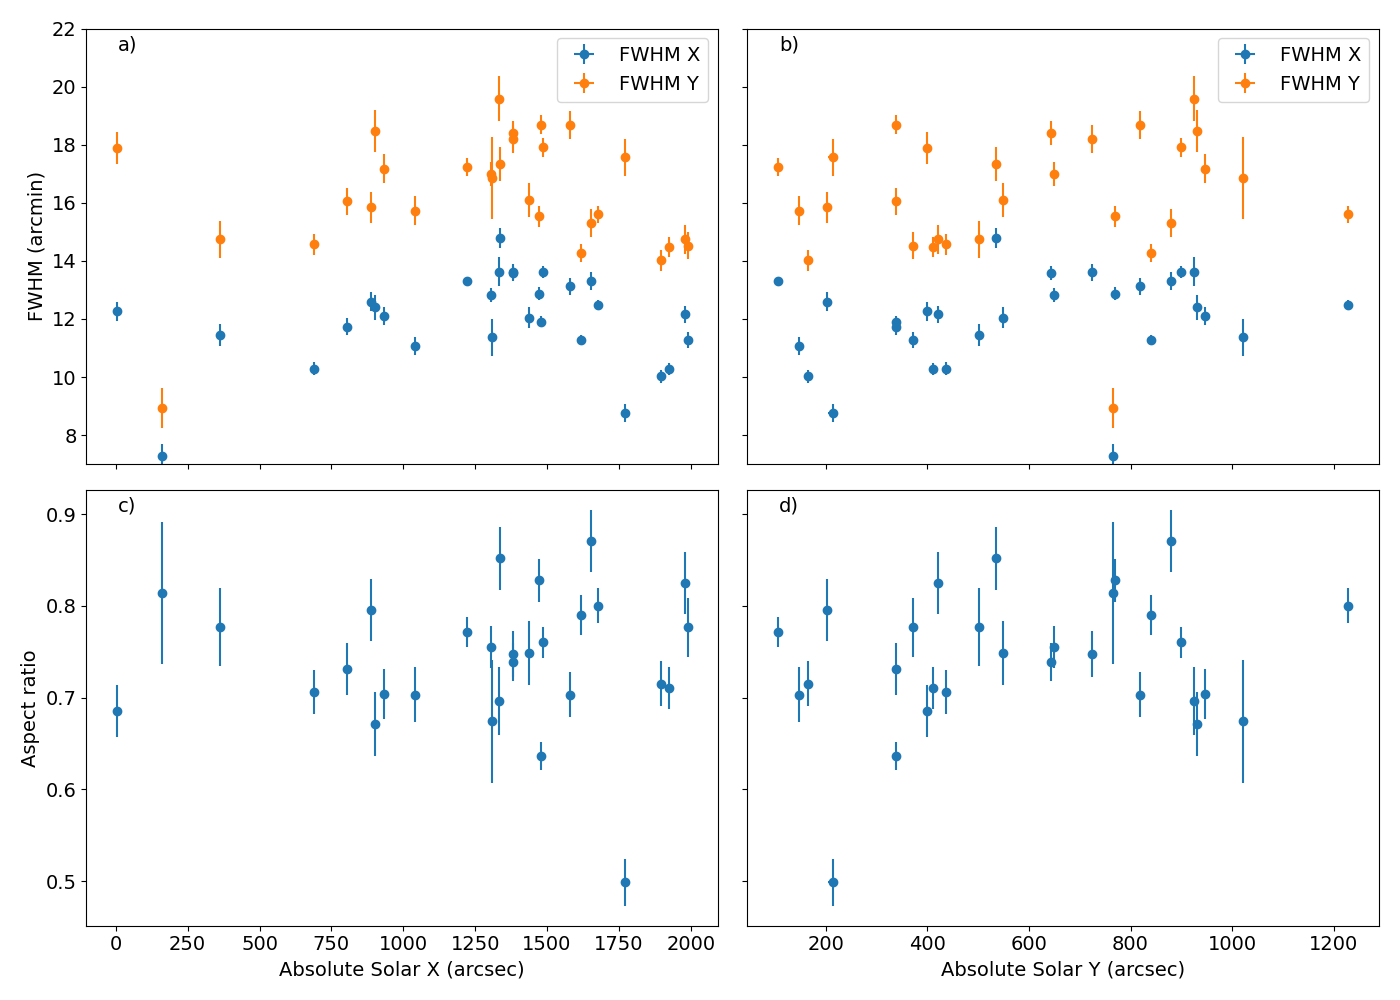 a)
FWHM X
FWHM Y
b)
FWHM X
FWHM Y
22
20
18
16
14
12
10
8
FWHM (arcmin)
c)
d)
0.9
0.8
0.7
0.6
0.5
Aspect ratio
0 250 500 750 1000 1250 1500 1750 2000
Absolute Solar X (arcsec)
200 400 600 800 1000 1200
Absolute Solar Y (arcsec)